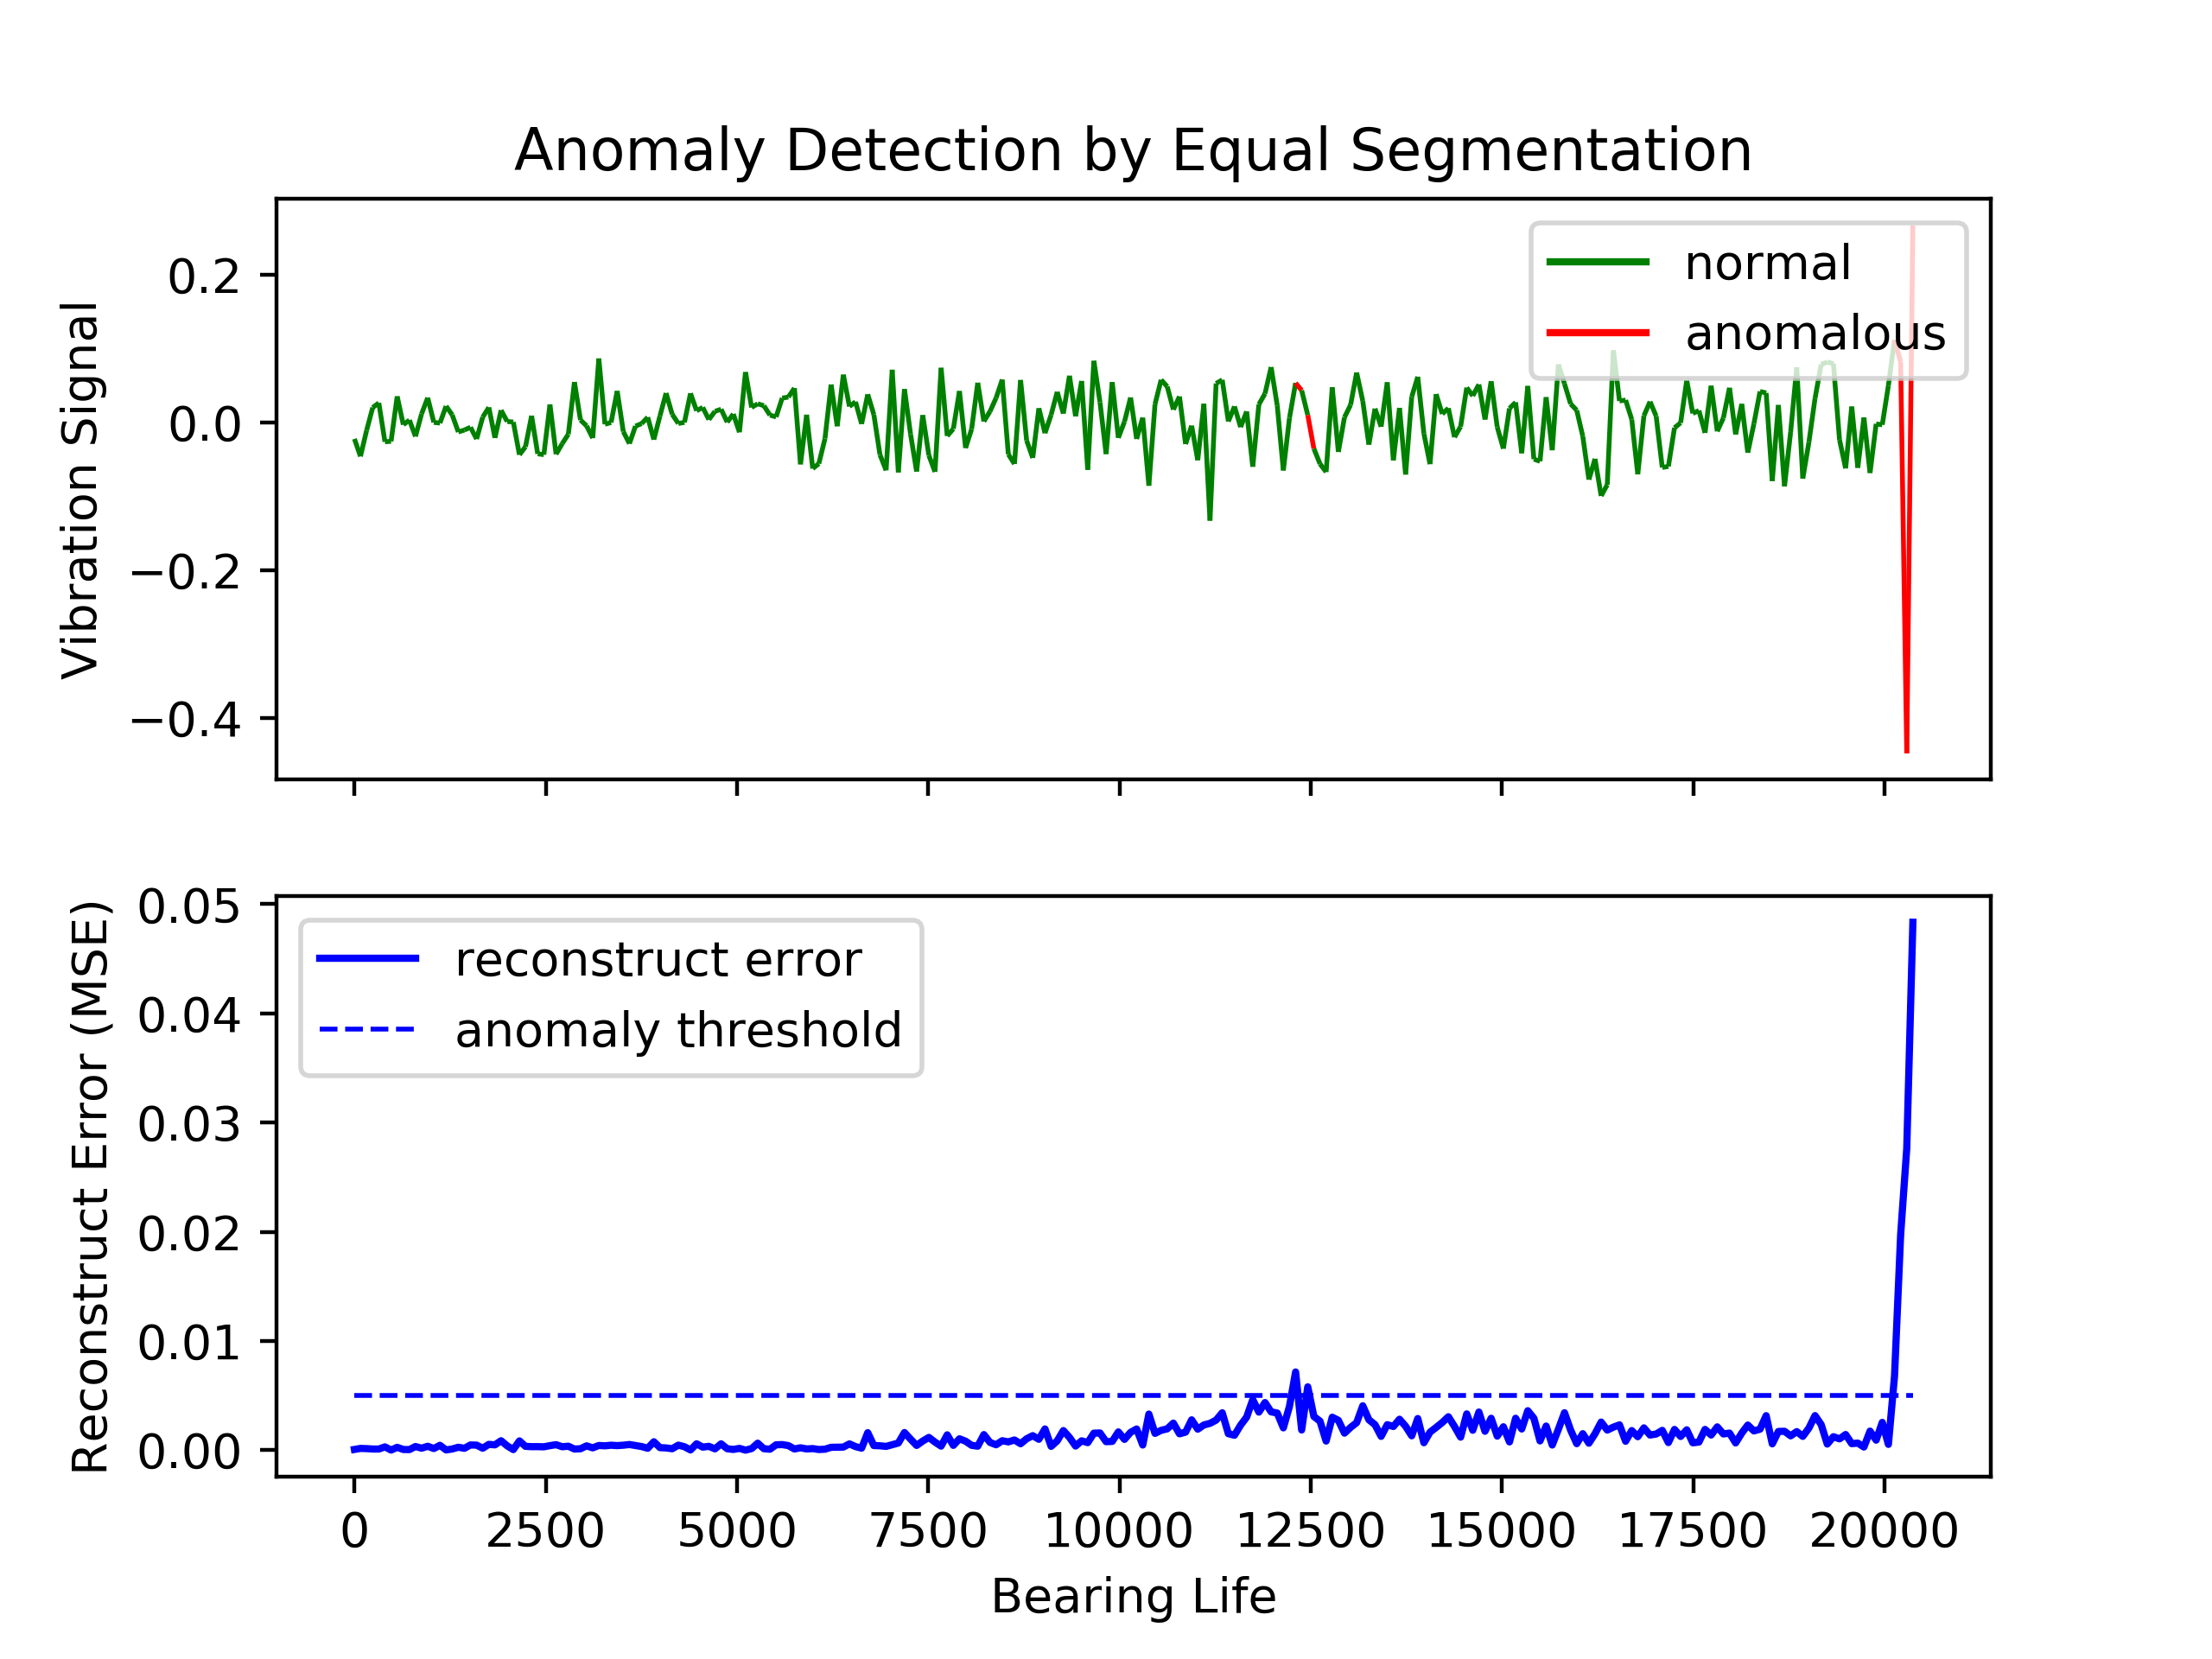 Anomaly Detection by Equal Segmentation
Vibration Signal
0.2
0.0
−0.2
−0.4
normal
anomalous
Reconstruct Error (MSE)
0.05
0.04
0.03
0.02
0.01
0.00
reconstruct error
anomaly threshold
0 2500 5000 7500 10000 12500 15000 17500 20000
Bearing Life